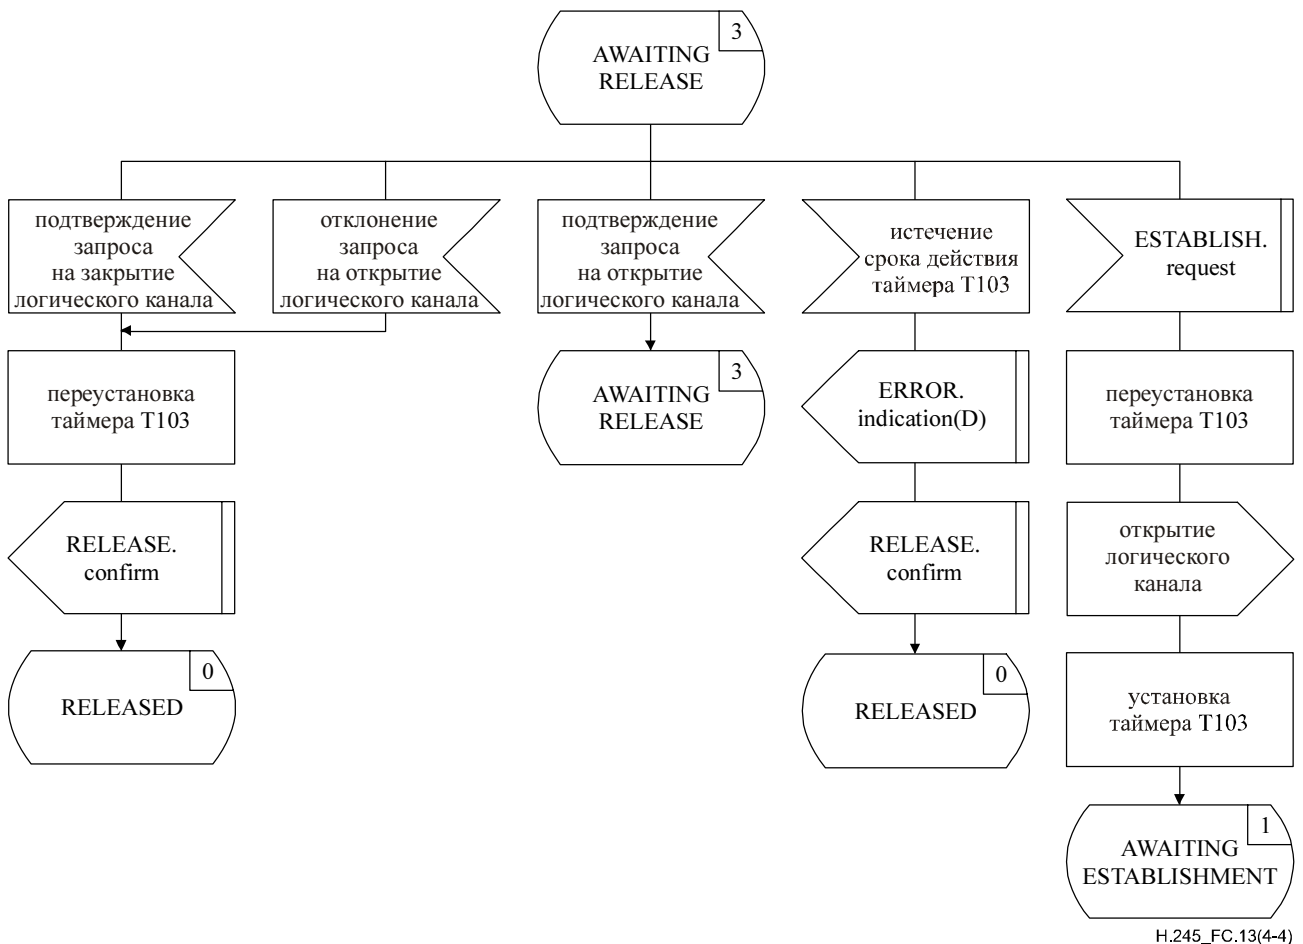 3
AWAITING
RELEASE
подтверждение
запроса
на закрытие
логического канала
отклонение
запроса
на открытие
логического канала
подтверждение
запроса
на открытие
логического канала
истечение
срока действия
таймера T103
ESTABLISH.
request
переустановка
таймера T103
3
AWAITING
RELEASE
ERROR.
indication(D)
переустановка
таймера T103
RELEASE.
confirm
RELEASE.
confirm
открытие
логического
канала
0
RELEASED
0
RELEASED
установка
таймера T103
1
AWAITING
ESTABLISHMENT
H.245_FC.13(4-4)